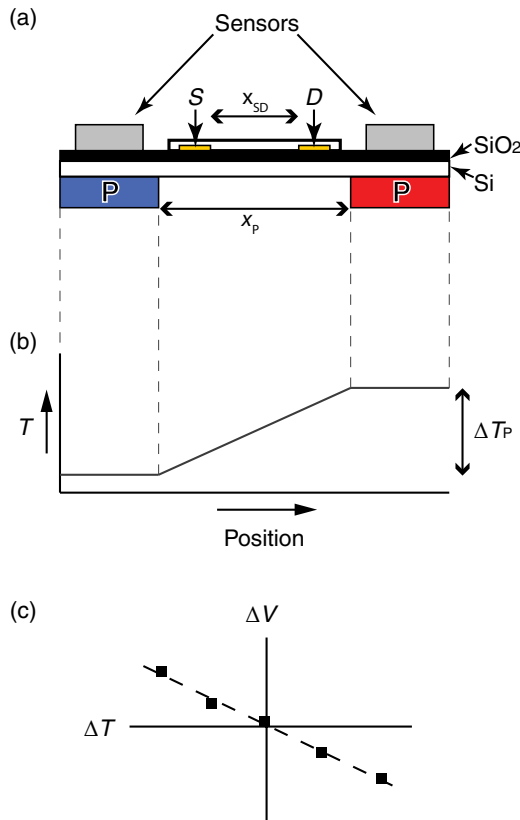 (a)
Sensors
S
x_SD
D
SiO₂
Si
P
P
x_P
(b)
T
ΔT_P
Position
(c)
ΔV
ΔT